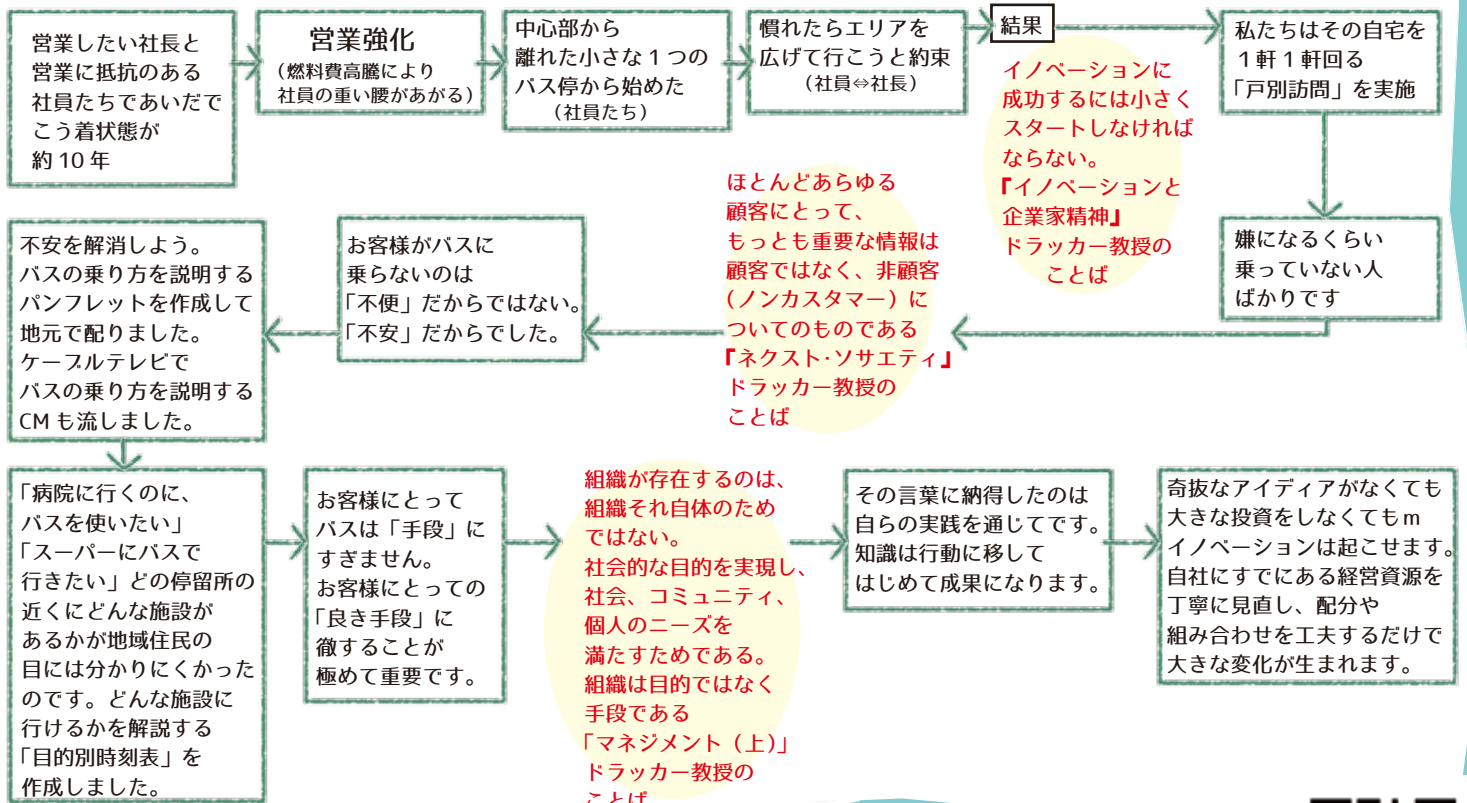 営業したい社長と
営業に抵抗のある
社員たちであいだで
こう着状態が
約 10 年
営業強化
（燃料費高騰により
社員の重い腰があがる）
中心部から
離れた小さな 1 つの
バス停から始めた
（社員たち）
慣れたらエリアを
広げて行こうと約束
（社員⇔社長）
結果
イノベーションに
成功するには小さく
スタートしなければ
ならない。
『イノベーションと
企業家精神』
ドラッカー教授の
ことば
私たちはその自宅を
1 軒 1 軒回る
「戸別訪問」を実施
嫌になるくらい
乗っていない人
ばかりです
ほとんどあらゆる
顧客にとって、
もっとも重要な情報は
顧客ではなく、非顧客
（ノンカスタマー）に
ついてのものである
『ネクスト・ソサエティ』
ドラッカー教授の
ことば
お客様がバスに
乗らないのは
「不便」だからではない。
「不安」だからでした。
不安を解消しよう。
バスの乗り方を説明する
パンフレットを作成して
地元で配りました。
ケーブルテレビで
バスの乗り方を説明する
CM も流しました。
「病院に行くのに、
バスを使いたい」
「スーパーにバスで
行きたい」どの停留所の
近くにどんな施設が
あるかが地域住民の
目には分かりにくかった
のです。どんな施設に
行けるかを解説する
「目的別時刻表」を
作成しました。
お客様にとって
バスは「手段」に
すぎません。
お客様にとっての
「良き手段」に
徹することが
極めて重要です。
組織が存在するのは、
組織それ自体のため
ではない。
社会的な目的を実現し、
社会、コミュニティ、
個人のニーズを
満たすためである。
組織は目的ではなく
手段である
「マネジメント（上）」
ドラッカー教授の
ことば
その言葉に納得したのは
自らの実践を通じてです。
知識は行動に移して
はじめて成果になります。
奇抜なアイディアがなくても
大きな投資をしなくてもm
イノベーションは起こせます。
自社にすでにある経営資源を
丁寧に見直し、配分や
組み合わせを工夫するだけで
大きな変化が生まれます。